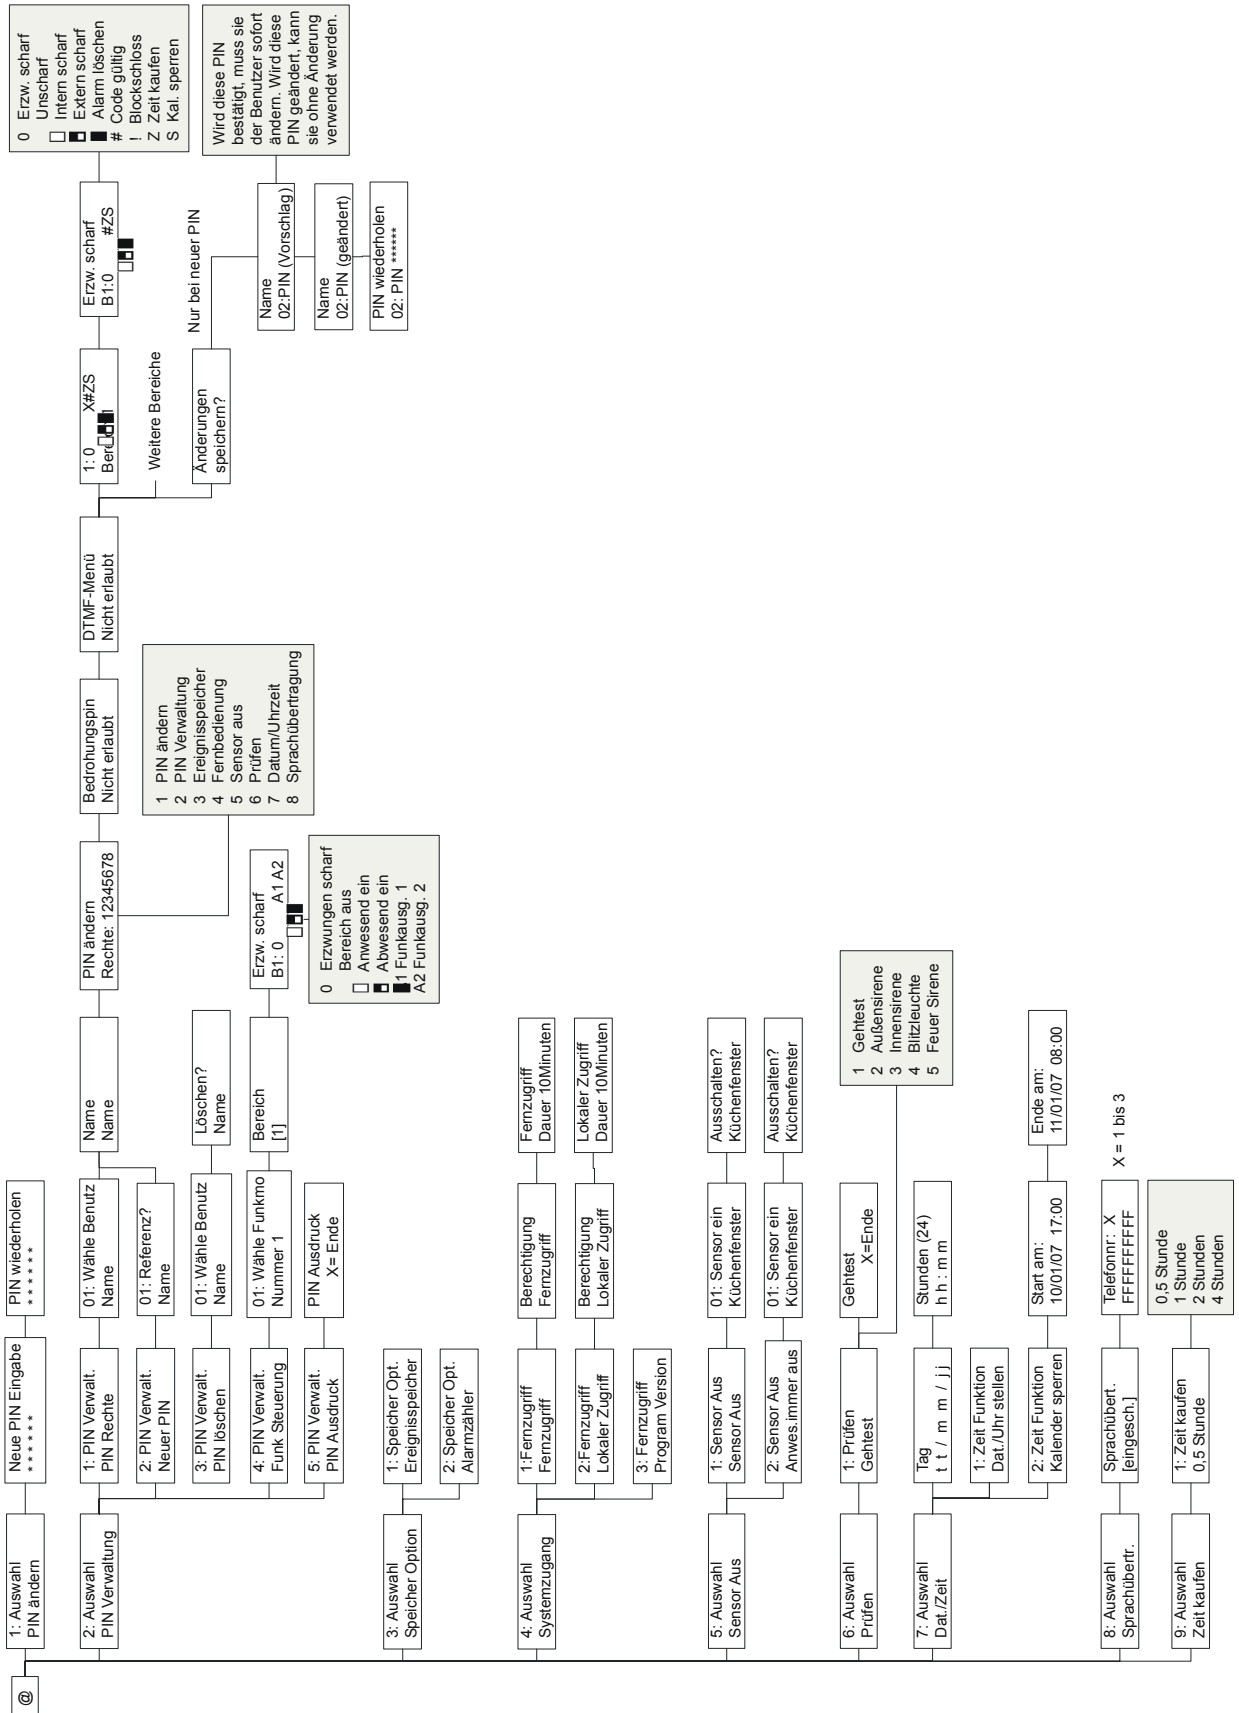 @
1: Auswahl
PIN ändern
Neue PIN Eingabe
* * * * * *
PIN wiederholen
* * * * * *
2: Auswahl
PIN Verwaltung
1: PIN Verwalt.
PIN Rechte
01: Wähle Benutz
Name
Name
Name
PIN ändern
Rechte: 12345678
Bedrohungspin
Nicht erlaubt
DTMF-Menü
Nicht erlaubt
1: 0 X#ZS
Bereich 1
Erzw. scharf
B1:0 #ZS
0 Erzw. scharf
Unscharf
Intern scharf
Extern scharf
Alarm löschen
# Code gültig
! Blockschloss
Z Zeit kaufen
S Kal. sperren
Weitere Bereiche
Änderungen
speichern?
Nur bei neuer PIN
Name
02:PIN (Vorschlag)
Wird diese PIN
bestätigt, muss sie
der Benutzer sofort
ändern. Wird diese
PIN geändert, kann
sie ohne Änderung
verwendet werden.
Name
02:PIN (geändert)
PIN wiederholen
02: PIN ******
1 PIN ändern
2 PIN Verwaltung
3 Ereignisspeicher
4 Fernbedienung
5 Sensor aus
6 Prüfen
7 Datum/Uhrzeit
8 Sprachübertragung
2: PIN Verwalt.
Neuer PIN
01: Referenz?
Name
3: PIN Verwalt.
PIN löschen
01: Wähle Benutz
Name
Löschen?
Name
4: PIN Verwalt.
Funk Steuerung
01: Wähle Funkmo
Nummer 1
Bereich
[1]
Erzw. scharf
B1: 0 A1 A2
0 Erzwungen scharf
Bereich aus
Anwesend ein
Abwesend ein
1 Funkausg. 1
A2 Funkausg. 2
5: PIN Verwalt.
PIN Ausdruck
PIN Ausdruck
X= Ende
3: Auswahl
Speicher Option
1: Speicher Opt.
Ereignisspeicher
2: Speicher Opt.
Alarmzähler
4: Auswahl
Systemzugang
1:Fernzugriff
Fernzugriff
Berechtigung
Fernzugriff
Fernzugriff
Dauer 10Minuten
2:Fernzugriff
Lokaler Zugriff
Berechtigung
Lokaler Zugriff
Lokaler Zugriff
Dauer 10Minuten
3: Fernzugriff
Program Version
5: Auswahl
Sensor Aus
1: Sensor Aus
Sensor Aus
01: Sensor ein
Küchenfenster
Ausschalten?
Küchenfenster
2: Sensor Aus
Anwes.immer aus
01: Sensor ein
Küchenfenster
Ausschalten?
Küchenfenster
6: Auswahl
Prüfen
1: Prüfen
Gehtest
Gehtest
X=Ende
1 Gehtest
2 Außensirene
3 Innensirene
4 Blitzleuchte
5 Feuer Sirene
7: Auswahl
Dat./Zeit
Tag
t t / m m / jj
Stunden (24)
h h : m m
1: Zeit Funktion
Dat./Uhr stellen
2: Zeit Funktion
Kalender sperren
Start am:
10/01/07 17:00
Ende am:
11/01/07 08:00
8: Auswahl
Sprachübertr.
Sprachübert.
[eingesch.]
Telefonnr: X
FFFFFFFFFF
X = 1 bis 3
9: Auswahl
Zeit kaufen
1: Zeit kaufen
0,5 Stunde
0,5 Stunde
1 Stunde
2 Stunden
4 Stunden